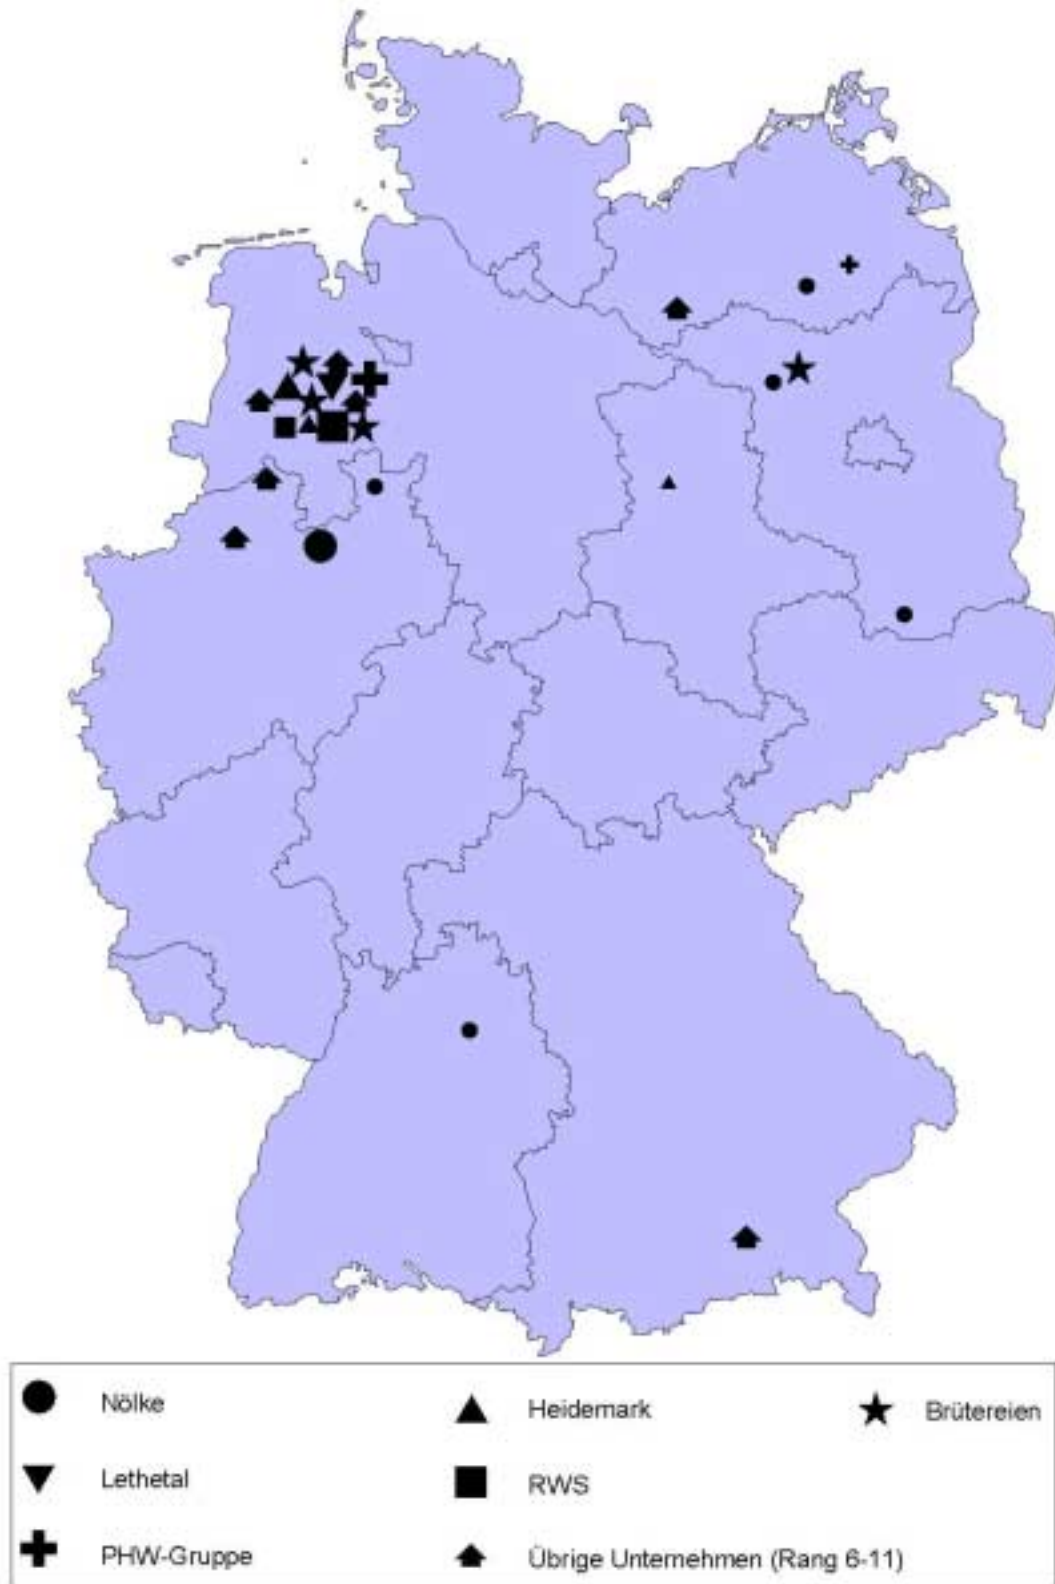 Nölke
Heidemark
Brütereien
Lethetal
RWS
PHW-Gruppe
Übrige Unternehmen (Rang 6-11)